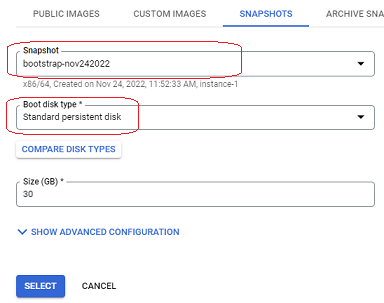 PUBLIC IMAGES CUSTOM IMAGES SNAPSHOTS ARCHIVE SNA
Snapshot
bootstrap-nov242022
x86/64, Created on Nov 24, 2022, 11:52:33 AM, instance-1
Boot disk type *
Standard persistent disk
COMPARE DISK TYPES
Size (GB) *
30
SHOW ADVANCED CONFIGURATION
SELECT CANCEL